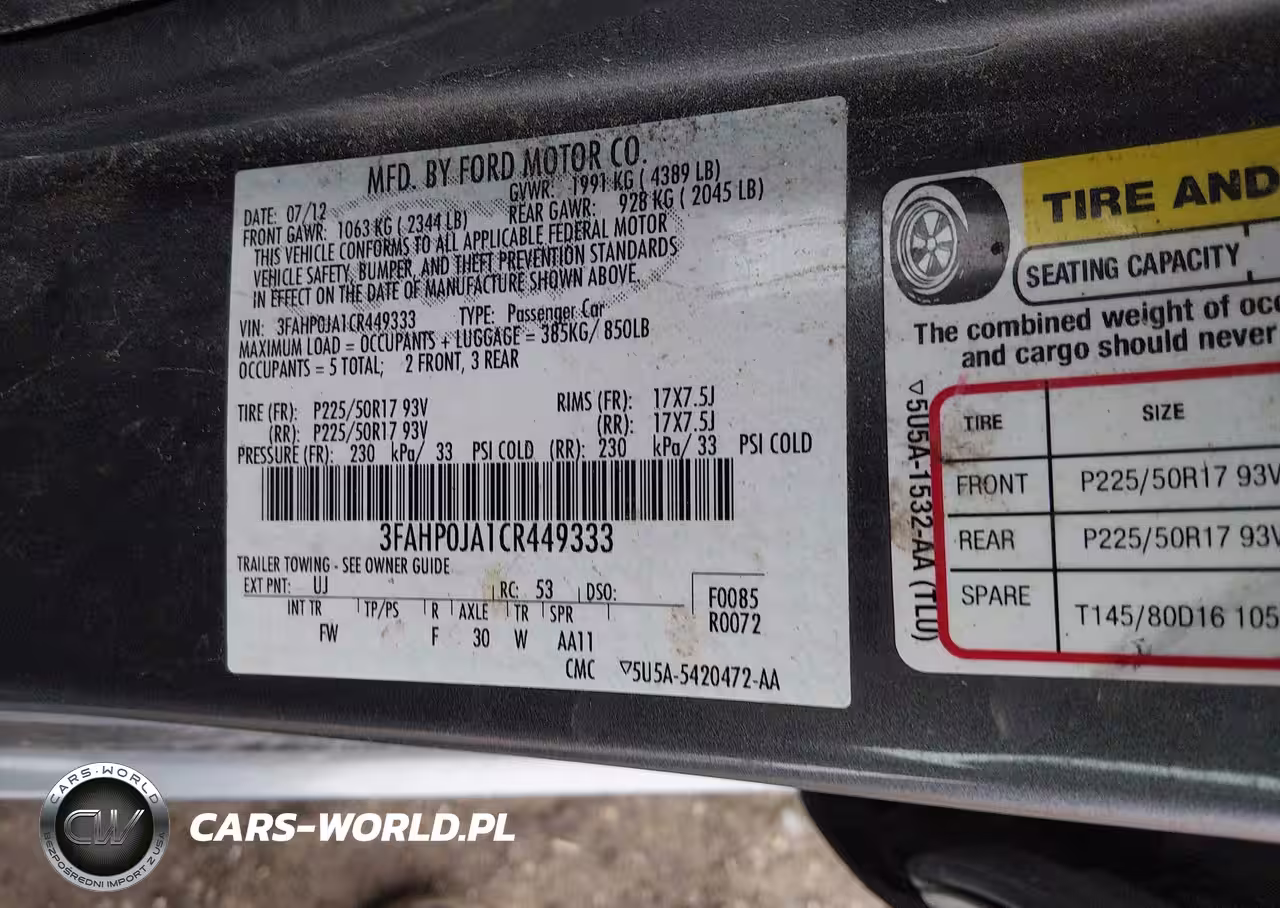 MFD. BY FORD MOTOR CO.
DATE: 07/12 GVWR: 1991 KG ( 4389 LB)
FRONT GAWR: 1063 KG ( 2344 LB) REAR GAWR: 928 KG ( 2045 LB)
THIS VEHICLE CONFORMS TO ALL APPLICABLE FEDERAL MOTOR
VEHICLE SAFETY, BUMPER, AND THEFT PREVENTION STANDARDS
IN EFFECT ON THE DATE OF MANUFACTURE SHOWN ABOVE.
VIN: 3FAHP0JA1CR449333 TYPE: Passenger Car
MAXIMUM LOAD = OCCUPANTS + LUGGAGE = 385KG/ 850LB
OCCUPANTS = 5 TOTAL; 2 FRONT, 3 REAR
TIRE (FR): P225/50R17 93V RIMS (FR): 17X7.5J
(RR): P225/50R17 93V (RR): 17X7.5J
PRESSURE (FR): 230 kPa/ 33 PSI COLD (RR): 230 kPa/ 33 PSI COLD
3FAHP0JA1CR449333
TRAILER TOWING - SEE OWNER GUIDE
EXT PNT: UJ RC: 53 DSO:
INT TR TP/PS R AXLE TR SPR F0085
FW F 30 W AA11 R0072
CMC ▽5U5A-5420472-AA
TIRE AND
SEATING CAPACITY
The combined weight of occ
and cargo should never
▽5U5A-1532-AA (TLU)
TIRE SIZE
FRONT P225/50R17 93V
REAR P225/50R17 93V
SPARE T145/80D16 105
CARS-WORLD
CW
BEZPOŚREDNI IMPORT Z USA
CARS-WORLD.PL